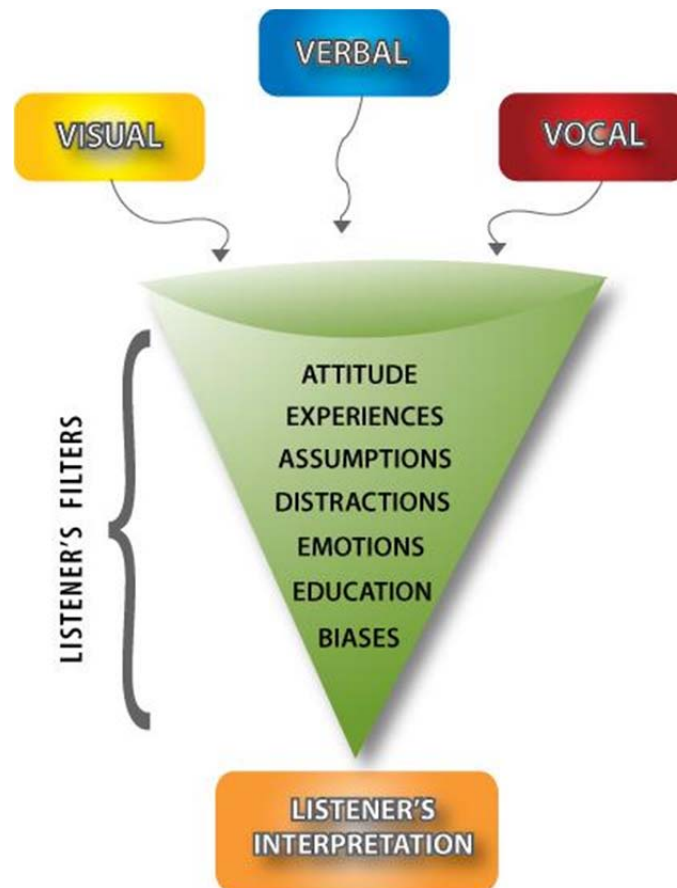 VERBAL
VISUAL
VOCAL
LISTENER'S FILTERS
ATTITUDE
EXPERIENCES
ASSUMPTIONS
DISTRACTIONS
EMOTIONS
EDUCATION
BIASES
LISTENER'S
INTERPRETATION